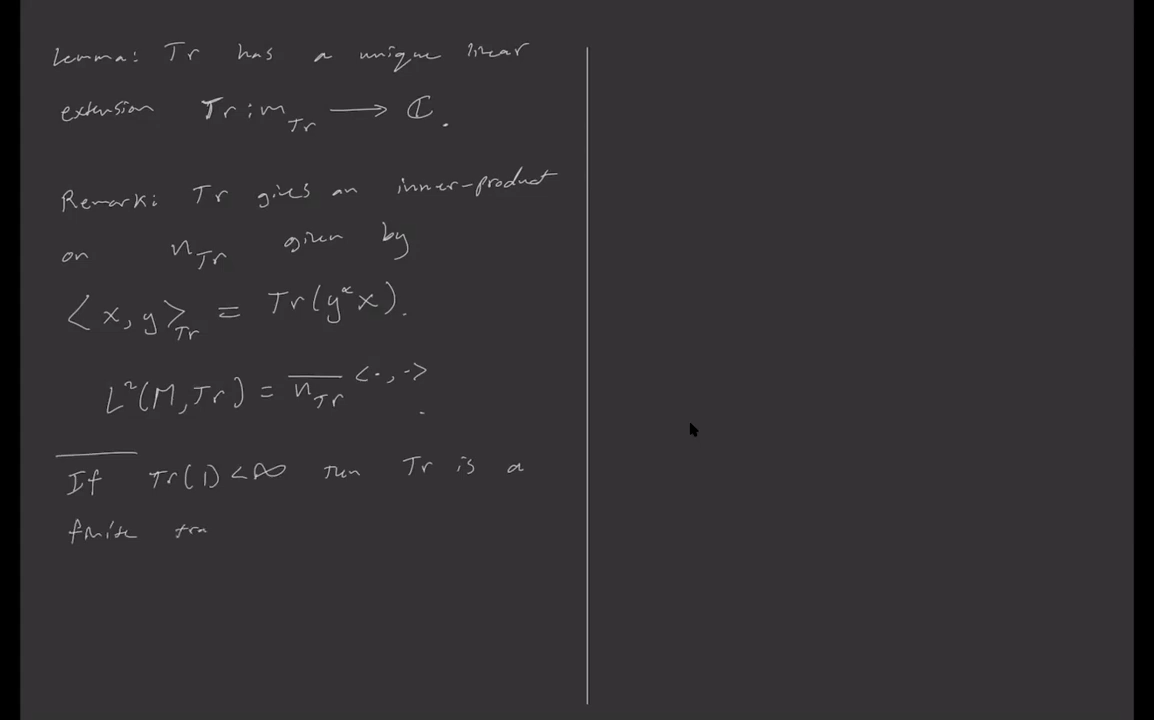 Lemma: Tr has a unique linear
extension Tr: m_Tr ⟶ ℂ.
Remark: Tr gives an inner-product
on n_Tr given by
<x, y>_Tr = Tr(y*x).
L²(M, Tr) = \overline{n_Tr}^{<·,·>}.
If Tr(1) < ∞ then Tr is a
finite tra